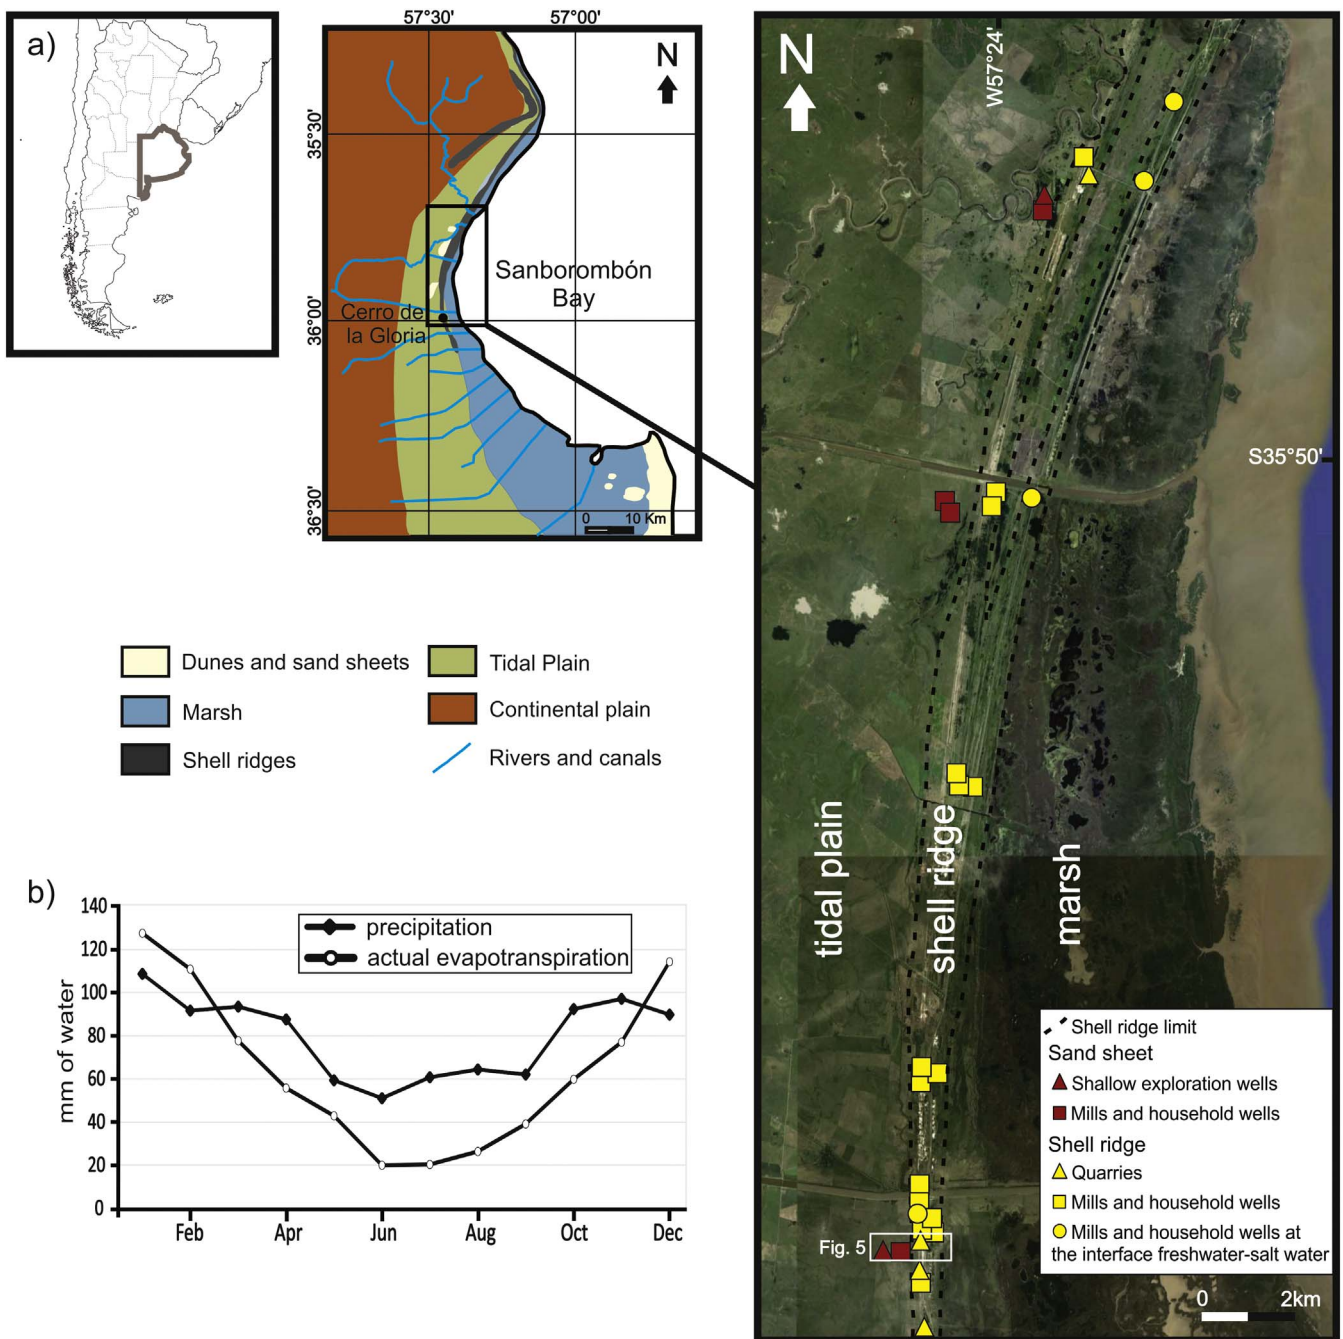 a)
57°30'
57°00'
N
35°30'
Sanborombón
Bay
Cerro de
la Gloria
36°00'
36°30'
0
10 Km
Dunes and sand sheets
Marsh
Shell ridges
Tidal Plain
Continental plain
Rivers and canals
b)
mm of water
140
120
100
80
60
40
20
0
precipitation
actual evapotranspiration
Feb
Apr
Jun
Aug
Oct
Dec
N
W57°24'
S35°50'
tidal plain
shell ridge
marsh
Fig. 5
Shell ridge limit
Sand sheet
Shallow exploration wells
Mills and household wells
Shell ridge
Quarries
Mills and household wells
Mills and household wells at
the interface freshwater-salt water
0
2km